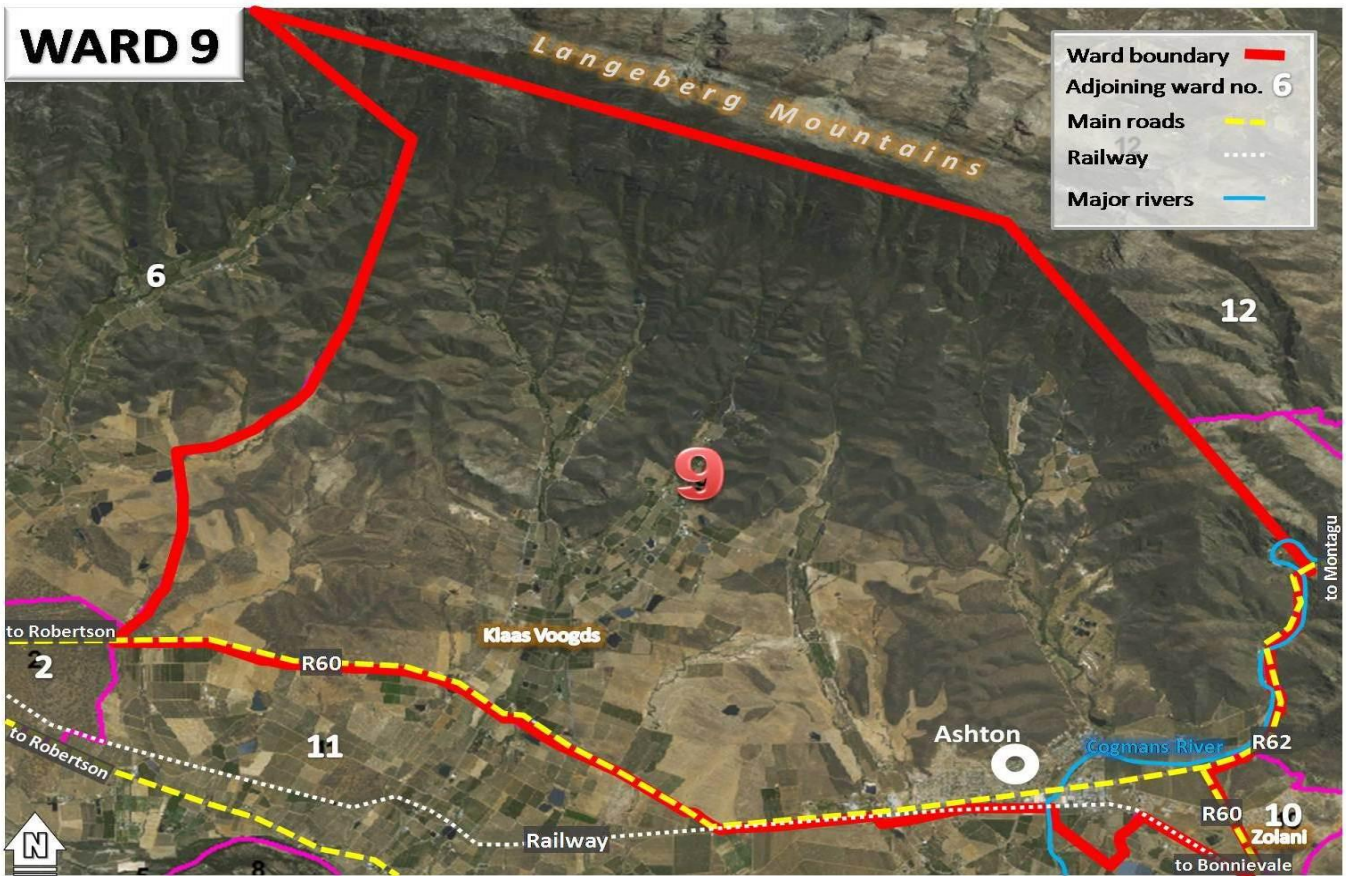 WARD 9
Langeberg Mountains
Ward boundary
Adjoining ward no. 6
Main roads
12
Railway
Major rivers
6
12
9
to Montagu
to Robertson
2
2
Klaas Voogds
R60
11
to Robertson
Ashton
Cogmans River
R62
R60
10
Zolani
Railway
to Bonnievale
N
8